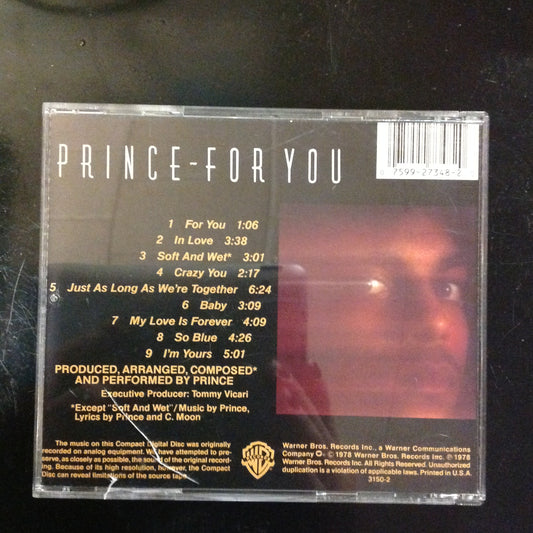 PRINCE-FOR YOU
7599-27348-2
1 For You 1:06
2 In Love 3:38
3 Soft And Wet* 3:01
4 Crazy You 2:17
5 Just As Long As We're Together 6:24
6 Baby 3:09
7 My Love Is Forever 4:09
8 So Blue 4:26
9 I'm Yours 5:01
PRODUCED, ARRANGED, COMPOSED*
AND PERFORMED BY PRINCE
Executive Producer: Tommy Vicari
*Except "Soft And Wet"/Music by Prince,
Lyrics by Prince and C. Moon
The music on this Compact Digital Disc was originally
recorded on analog equipment. We have attempted to pre-
serve, as closely as possible, the sound of the original record-
ing. Because of its high resolution, however, the Compact
Disc can reveal limitations of the source tape.
Warner Bros. Records Inc., a Warner Communications
Company © 1978 Warner Bros. Records Inc. ℗ 1978
Warner Bros. Records Inc. All Rights Reserved. Unauthorized
duplication is a violation of applicable laws. Printed in U.S.A.
3150-2